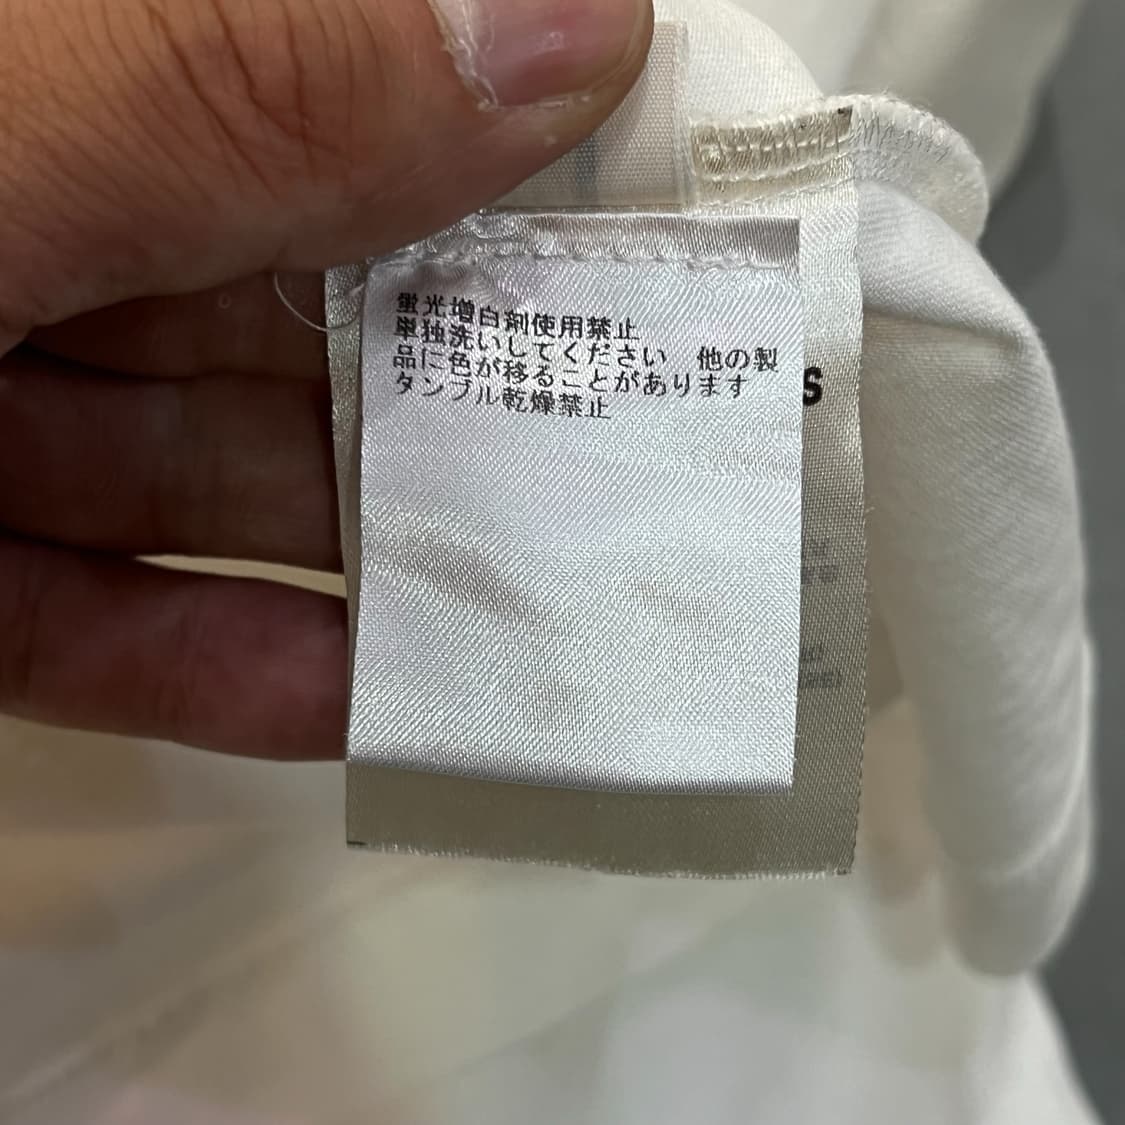 蛍光増白剤使用禁止
単独洗いしてください　他の製
品に色が移ることがあります
タンブル乾燥禁止
S